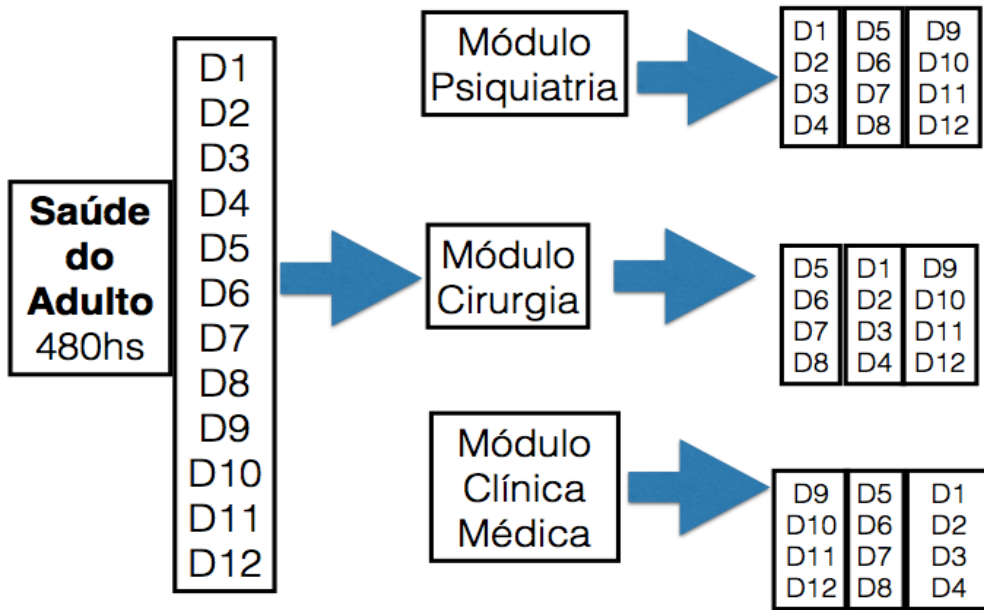 Saúde
do
Adulto
480hs
D1
D2
D3
D4
D5
D6
D7
D8
D9
D10
D11
D12
Módulo
Psiquiatria
D1 D5 D9
D2 D6 D10
D3 D7 D11
D4 D8 D12
Módulo
Cirurgia
D5 D1 D9
D6 D2 D10
D7 D3 D11
D8 D4 D12
Módulo
Clínica
Médica
D9 D5 D1
D10 D6 D2
D11 D7 D3
D12 D8 D4